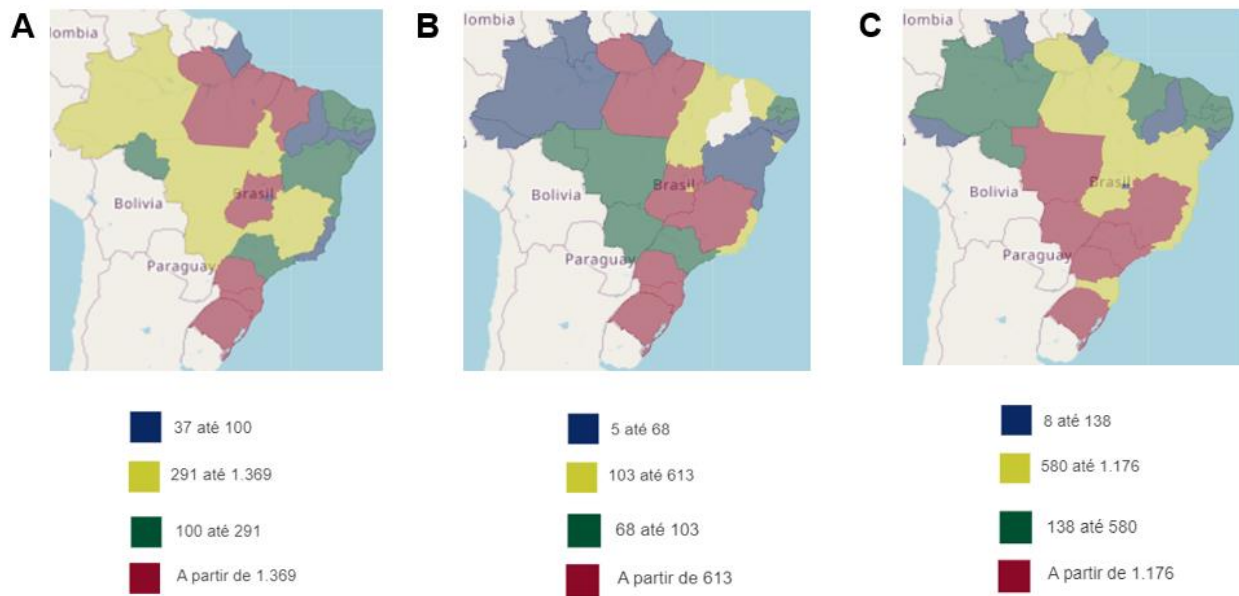 A
B
C
lombia
lombia
ombia
Brasil
Brasil
Brasil
Bolivia
Bolivia
Bolivia
Paraguay
Paraguay
Paraguay
37 até 100
291 até 1.369
100 até 291
A partir de 1.369
5 até 68
103 até 613
68 até 103
A partir de 613
8 até 138
580 até 1.176
138 até 580
A partir de 1.176